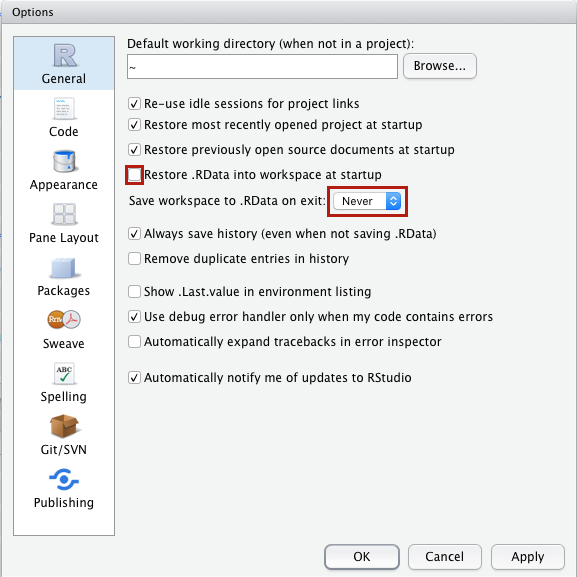 Options
Default working directory (when not in a project):
~
Browse...
R
General
Code
Appearance
Pane Layout
Packages
Rnw
Sweave
ABC
Spelling
Git/SVN
Publishing
Re-use idle sessions for project links
Restore most recently opened project at startup
Restore previously open source documents at startup
Restore .RData into workspace at startup
Save workspace to .RData on exit: Never
Always save history (even when not saving .RData)
Remove duplicate entries in history
Show .Last.value in environment listing
Use debug error handler only when my code contains errors
Automatically expand tracebacks in error inspector
Automatically notify me of updates to RStudio
OK
Cancel
Apply